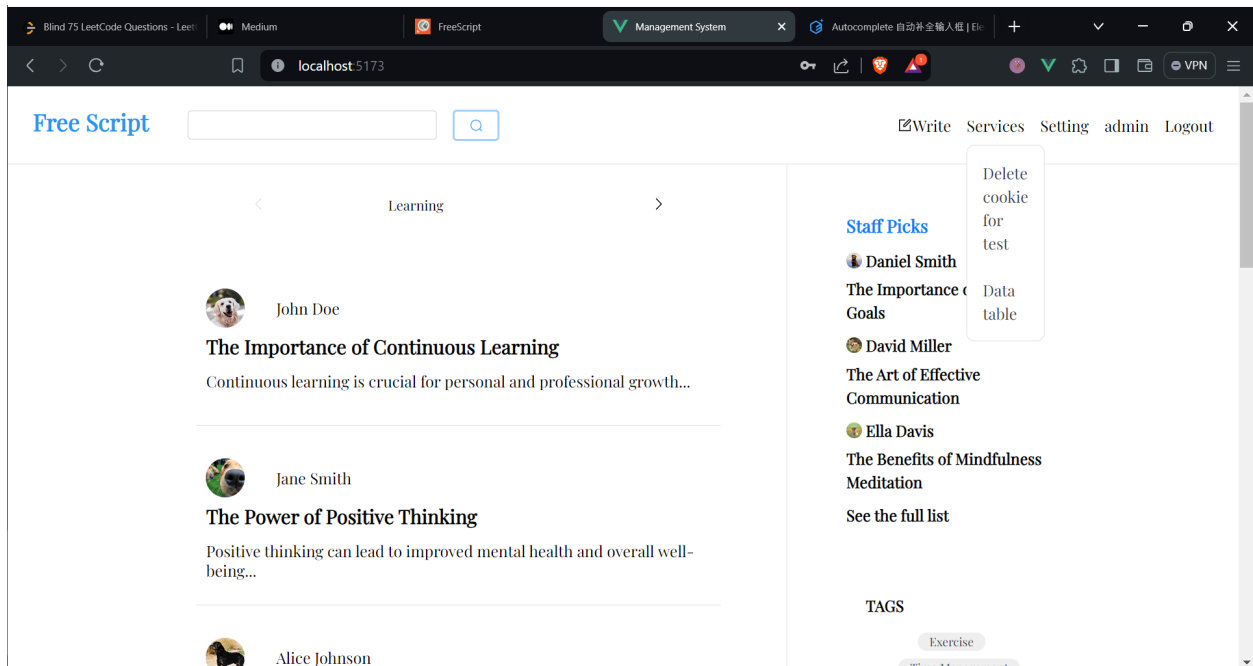 Blind 75 LeetCode Questions - Leet
Medium
FreeScript
Management System
Autocomplete 自动补全输入框 | Ele
localhost:5173
1
VPN
Free Script
Write Services Setting admin Logout
Delete
cookie
for
test
Data
table
Learning
John Doe
The Importance of Continuous Learning
Continuous learning is crucial for personal and professional growth...
Jane Smith
The Power of Positive Thinking
Positive thinking can lead to improved mental health and overall well-
being...
Alice Johnson
Staff Picks
Daniel Smith
The Importance
Goals
David Miller
The Art of Effective
Communication
Ella Davis
The Benefits of Mindfulness
Meditation
See the full list
TAGS
Exercise
Time Management